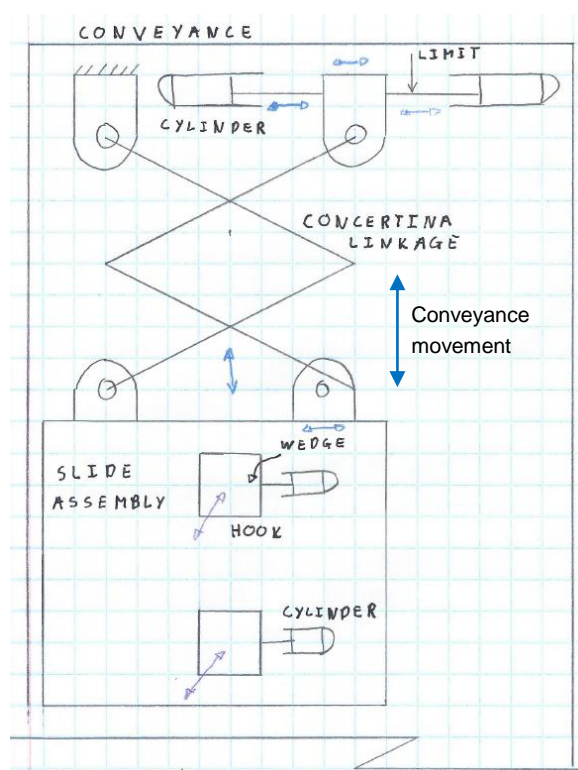 CONVEYANCE
LIMIT
CYLINDER
CONCERTINA
LINKAGE
Conveyance
movement
WEDGE
SLIDE
ASSEMBLY
HOOK
CYLINDER